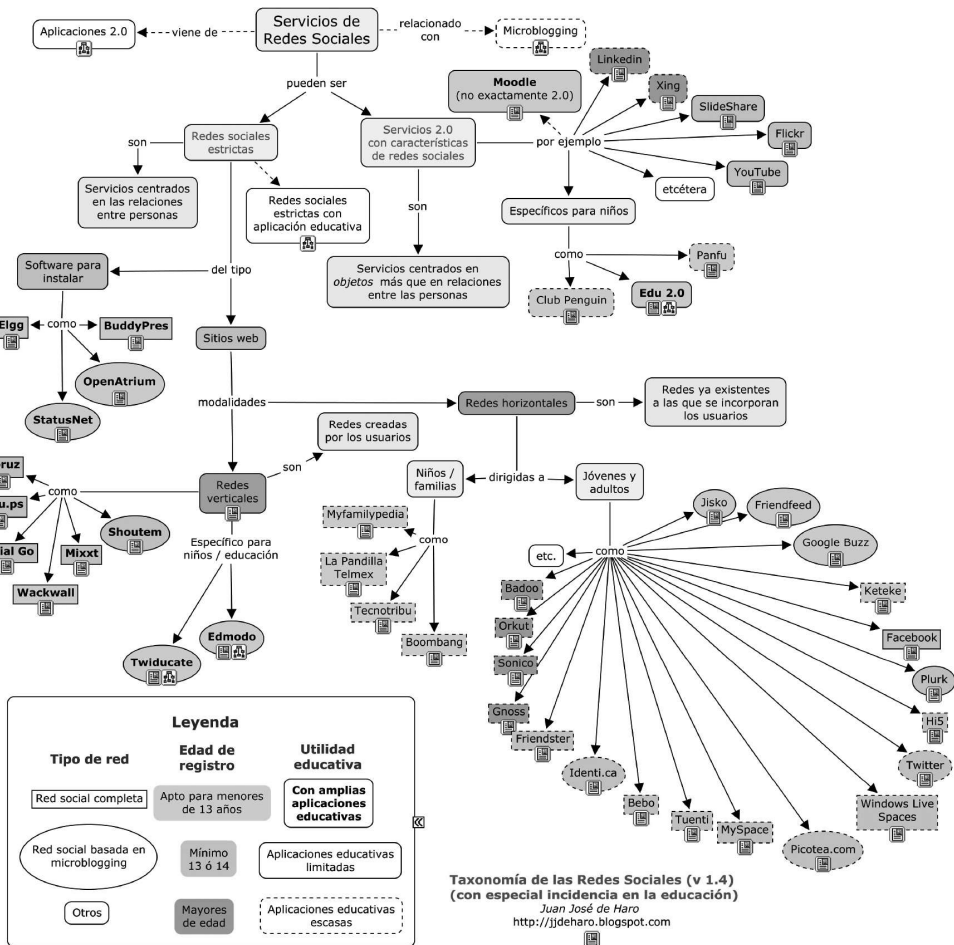 Servicios de
Redes Sociales
Aplicaciones 2.0
viene de
relacionado
con
Microblogging
pueden ser
Redes sociales
estrictas
son
Servicios centrados
en las relaciones
entre personas
Redes sociales
estrictas con
aplicación educativa
Servicios 2.0
con características
de redes sociales
son
Servicios centrados en
objetos más que en relaciones
entre las personas
por ejemplo
Moodle
(no exactamente 2.0)
Linkedin
Xing
SlideShare
Flickr
YouTube
etcétera
Específicos para niños
como
Panfu
Club Penguin
Edu 2.0
del tipo
Software para
instalar
como
Elgg
BuddyPres
OpenAtrium
StatusNet
Sitios web
modalidades
Redes horizontales
son
Redes ya existentes
a las que se incorporan
los usuarios
Redes creadas
por los usuarios
son
Redes
verticales
como
ruz
u.ps
ial Go
Wackwall
Mixxt
Shoutem
Específico para
niños / educación
Edmodo
Twiducate
dirigidas a
Niños /
familias
como
Myfamilypedia
La Pandilla
Telmex
Tecnotribu
Boombang
Jóvenes y
adultos
como
etc.
Jisko
Friendfeed
Google Buzz
Keteke
Facebook
Plurk
Hi5
Twitter
Windows Live
Spaces
Picotea.com
MySpace
Tuenti
Bebo
Identi.ca
Friendster
Gnoss
Sonico
Orkut
Badoo
Leyenda
Tipo de red
Edad de
registro
Utilidad
educativa
Red social completa
Apto para menores
de 13 años
Con amplias
aplicaciones
educativas
Red social basada en
microblogging
Mínimo
13 ó 14
Aplicaciones educativas
limitadas
Otros
Mayores
de edad
Aplicaciones educativas
escasas
Taxonomía de las Redes Sociales (v 1.4)
(con especial incidencia en la educación)
Juan José de Haro
http://jjdeharo.blogspot.com